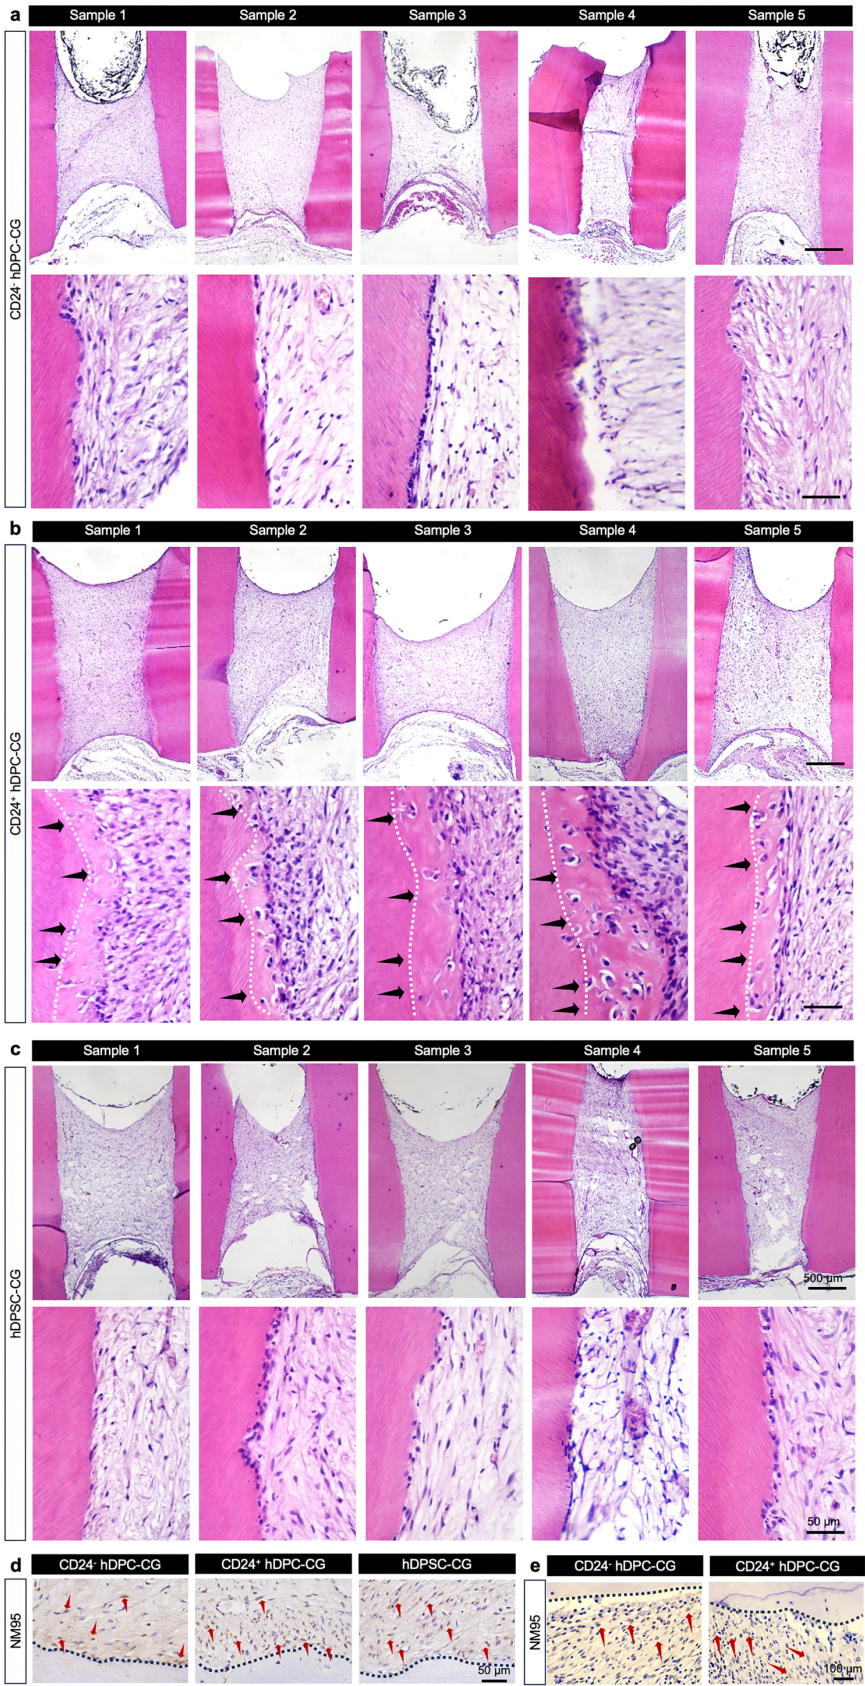 a
Sample 1 Sample 2 Sample 3 Sample 4 Sample 5
CD24⁻ hDPC-CG
b
Sample 1 Sample 2 Sample 3 Sample 4 Sample 5
CD24⁺ hDPC-CG
c
Sample 1 Sample 2 Sample 3 Sample 4 Sample 5
hDPSC-CG
500 µm
50 µm
d
CD24⁻ hDPC-CG CD24⁺ hDPC-CG hDPSC-CG
NM95
50 µm
e
CD24⁻ hDPC-CG CD24⁺ hDPC-CG
NM95
100 µm